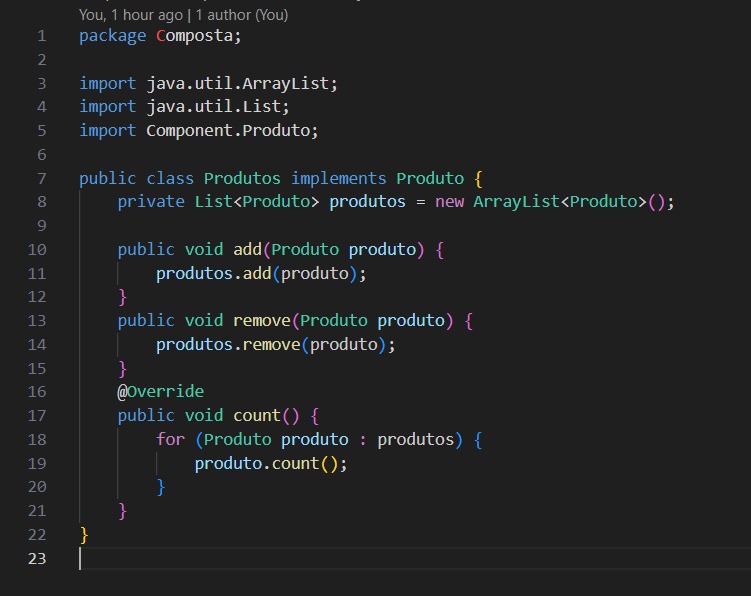 You, 1 hour ago | 1 author (You)
1 package Composta;
2
3 import java.util.ArrayList;
4 import java.util.List;
5 import Component.Produto;
6
7 public class Produtos implements Produto {
8     private List<Produto> produtos = new ArrayList<Produto>();
9
10     public void add(Produto produto) {
11         produtos.add(produto);
12     }
13     public void remove(Produto produto) {
14         produtos.remove(produto);
15     }
16     @Override
17     public void count() {
18         for (Produto produto : produtos) {
19             produto.count();
20         }
21     }
22 }
23